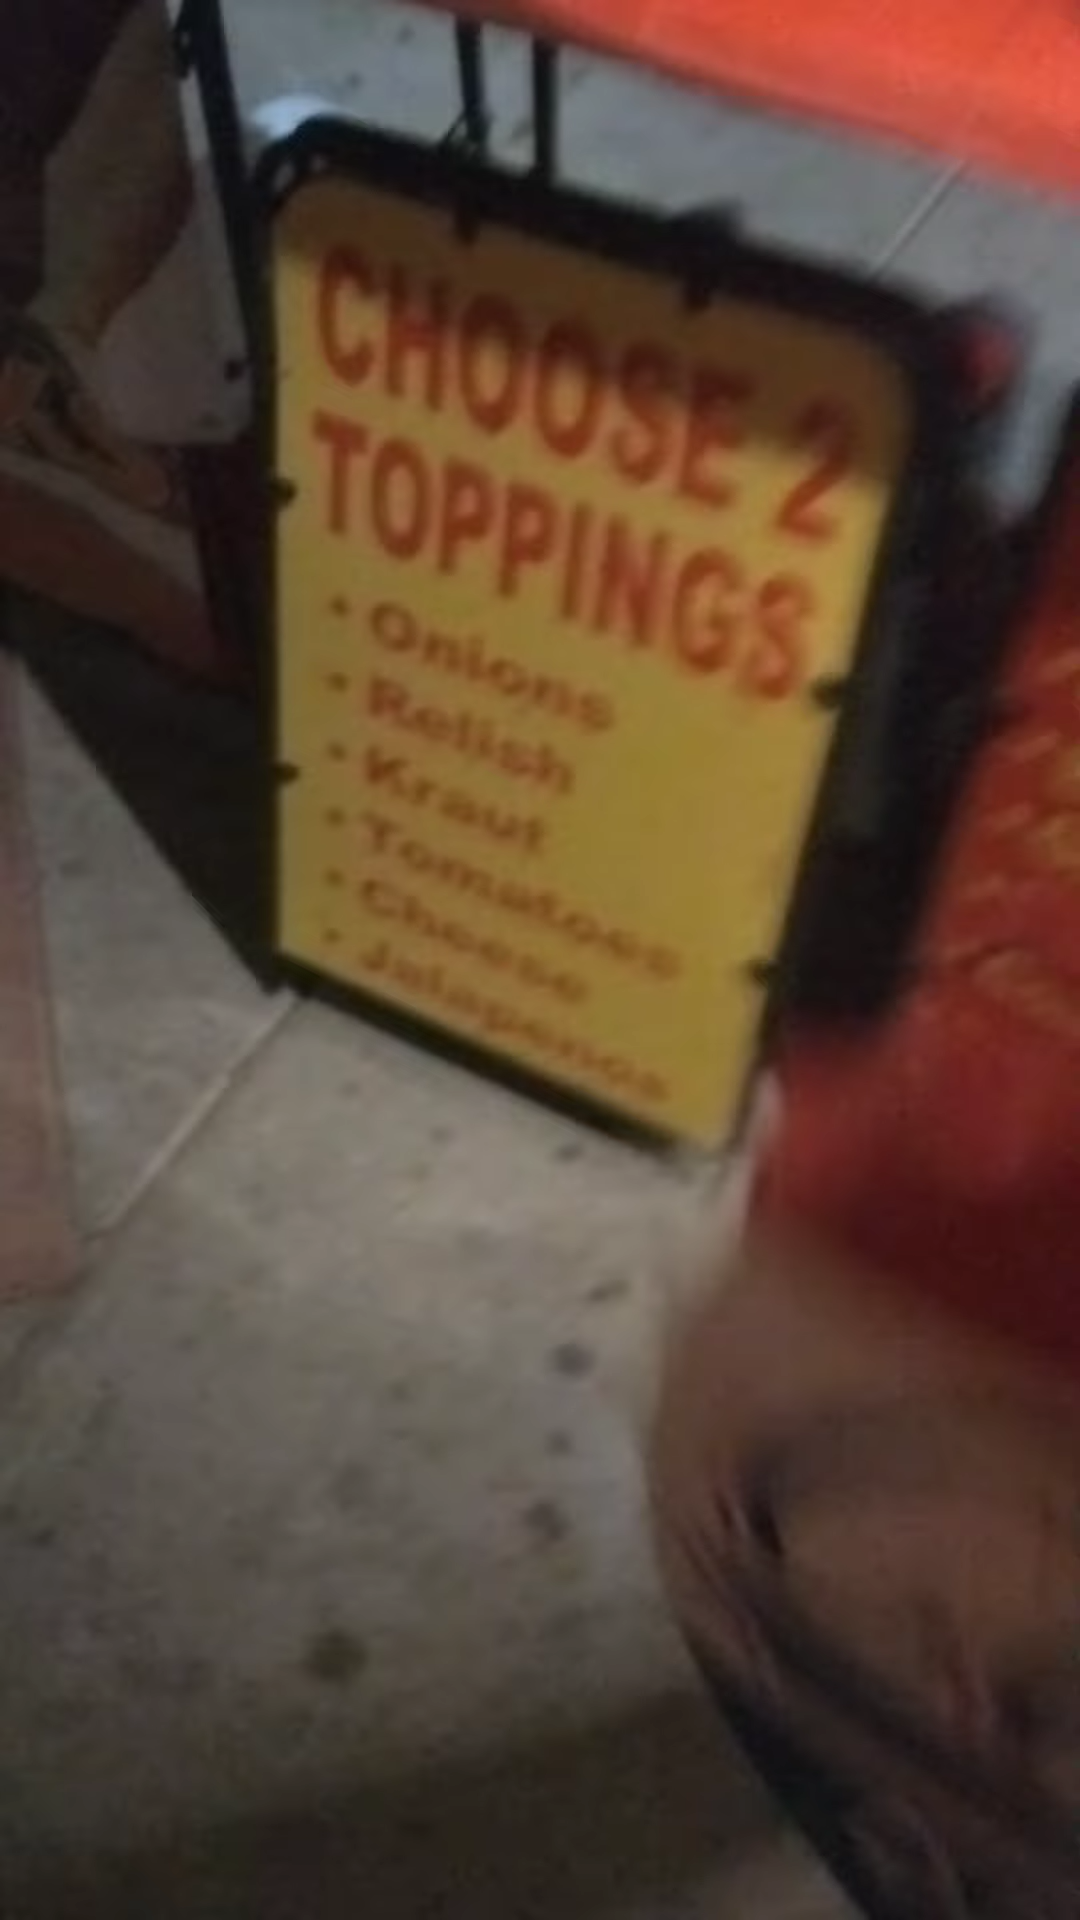 CHOOSE 2
TOPPINGS
• Onions
• Relish
• Kraut
• Tomatoes
• Cheese
• Jalapenos